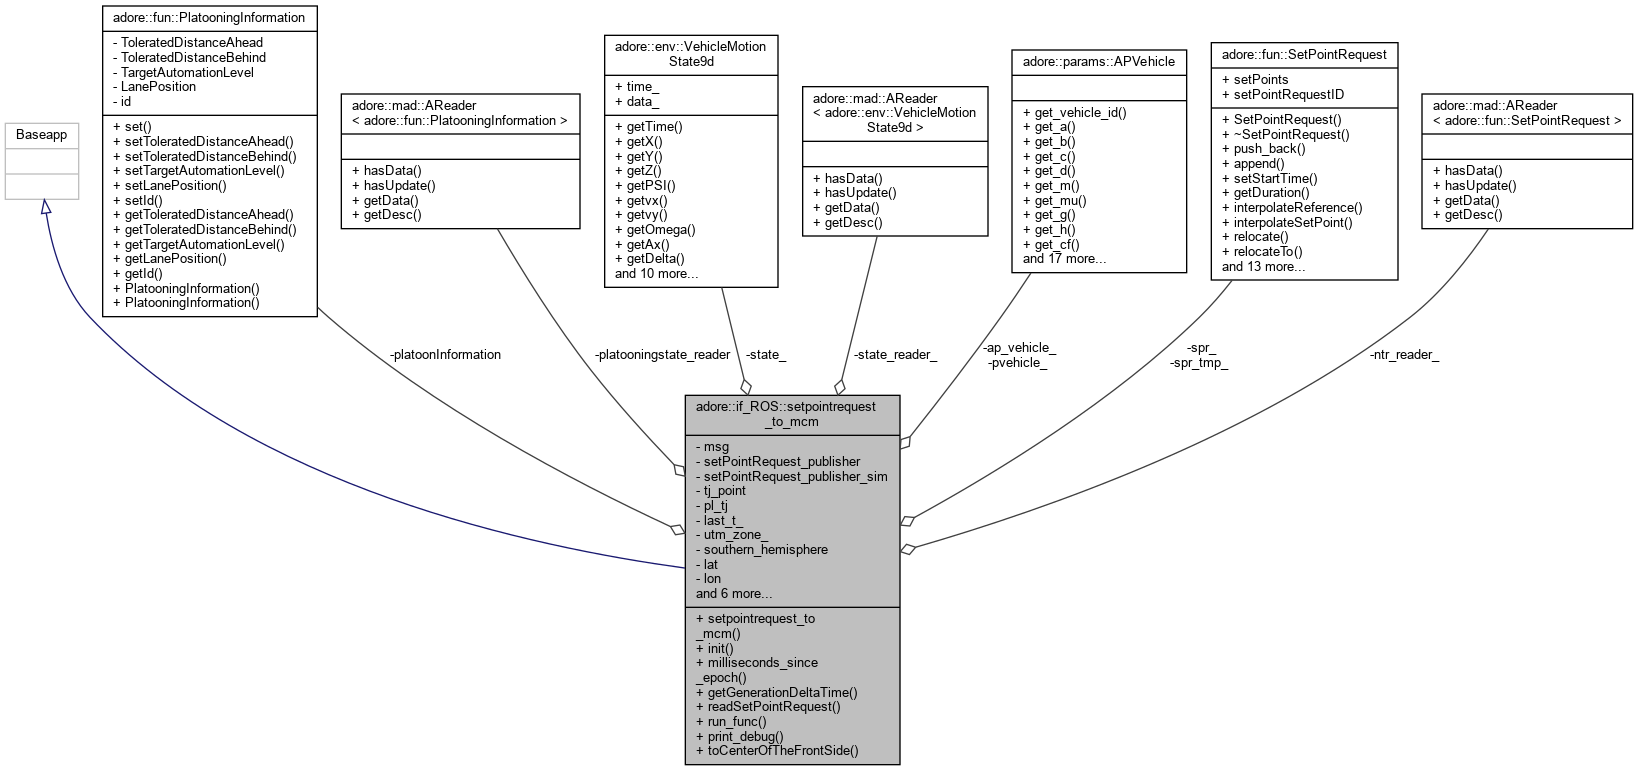 Baseapp
adore::fun::PlatooningInformation
- ToleratedDistanceAhead
- ToleratedDistanceBehind
- TargetAutomationLevel
- LanePosition
- id
+ set()
+ setToleratedDistanceAhead()
+ setToleratedDistanceBehind()
+ setTargetAutomationLevel()
+ setLanePosition()
+ setId()
+ getToleratedDistanceAhead()
+ getToleratedDistanceBehind()
+ getTargetAutomationLevel()
+ getLanePosition()
+ getId()
+ PlatooningInformation()
+ PlatooningInformation()
adore::mad::AReader
< adore::fun::PlatooningInformation >
+ hasData()
+ hasUpdate()
+ getData()
+ getDesc()
adore::env::VehicleMotion
State9d
+ time_
+ data_
+ getTime()
+ getX()
+ getY()
+ getZ()
+ getPSI()
+ getvx()
+ getvy()
+ getOmega()
+ getAx()
+ getDelta()
and 10 more...
adore::mad::AReader
< adore::env::VehicleMotion
State9d >
+ hasData()
+ hasUpdate()
+ getData()
+ getDesc()
adore::params::APVehicle
+ get_vehicle_id()
+ get_a()
+ get_b()
+ get_c()
+ get_d()
+ get_m()
+ get_mu()
+ get_g()
+ get_h()
+ get_cf()
and 17 more...
adore::fun::SetPointRequest
+ setPoints
+ setPointRequestID
+ SetPointRequest()
+ ~SetPointRequest()
+ push_back()
+ append()
+ setStartTime()
+ getDuration()
+ interpolateReference()
+ interpolateSetPoint()
+ relocate()
+ relocateTo()
and 13 more...
adore::mad::AReader
< adore::fun::SetPointRequest >
+ hasData()
+ hasUpdate()
+ getData()
+ getDesc()
-platoonInformation
-platooningstate_reader
-state_
-state_reader_
-ap_vehicle_
-pvehicle_
-spr_
-spr_tmp_
-ntr_reader_
adore::if_ROS::setpointrequest
_to_mcm
- msg
- setPointRequest_publisher
- setPointRequest_publisher_sim
- tj_point
- pl_tj
- last_t_
- utm_zone_
- southern_hemisphere
- lat
- lon
and 6 more...
+ setpointrequest_to
_mcm()
+ init()
+ milliseconds_since
_epoch()
+ getGenerationDeltaTime()
+ readSetPointRequest()
+ run_func()
+ print_debug()
+ toCenterOfTheFrontSide()